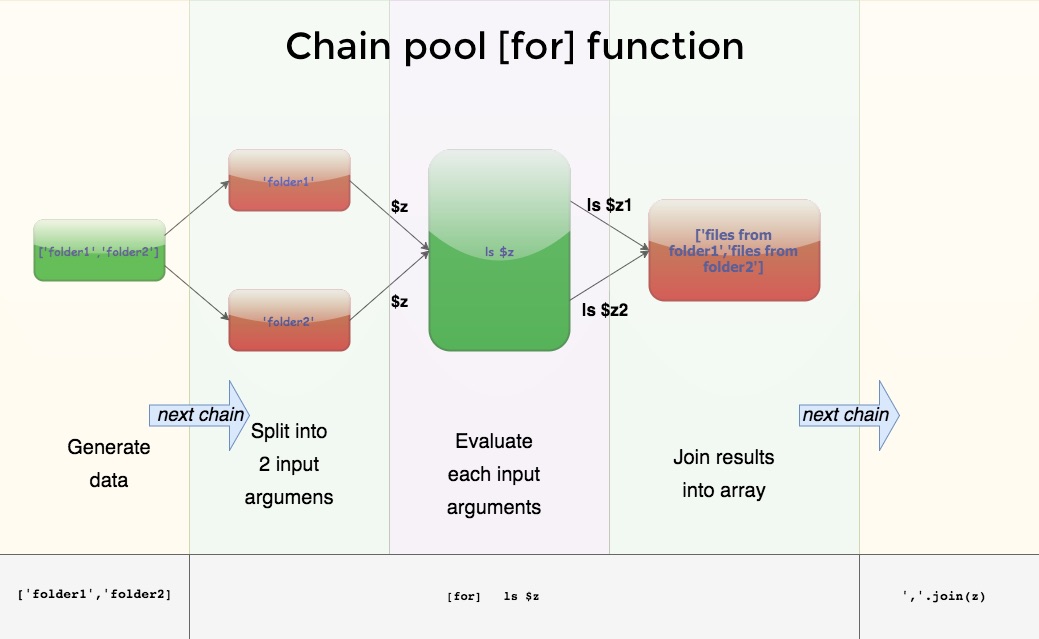 Chain pool [for] function
'folder1'
$z
ls $z1
['folder1','folder2']
ls $z
['files from
folder1','files from
folder2']
'folder2'
$z
ls $z2
next chain
next chain
Generate
data
Split into
2 input
argumens
Evaluate
each input
arguments
Join results
into array
['folder1','folder2]
[for] ls $z
','.join(z)